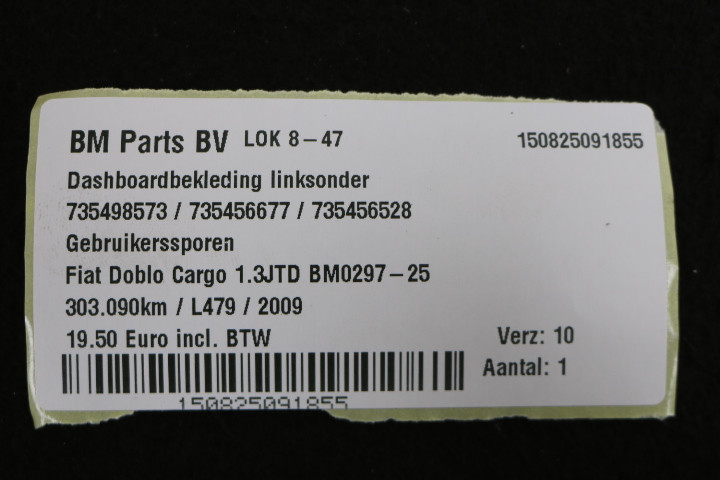 BM Parts BV LOK 8-47 150825091855
Dashboardbekleding linksonder
735498573 / 735456677 / 735456528
Gebruikerssporen
Fiat Doblo Cargo 1.3JTD BM0297-25
303.090km / L479 / 2009
19.50 Euro incl. BTW Verz: 10
Aantal: 1
150825091855